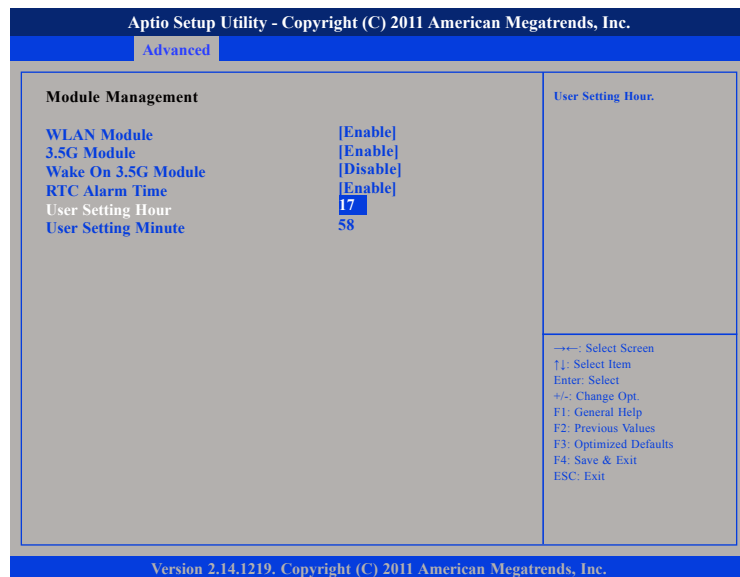 Aptio Setup Utility - Copyright (C) 2011 American Megatrends, Inc.
Advanced
Module Management
WLAN Module [Enable]
3.5G Module [Enable]
Wake On 3.5G Module [Disable]
RTC Alarm Time [Enable]
User Setting Hour 17
User Setting Minute 58
User Setting Hour.
→←: Select Screen
↑↓: Select Item
Enter: Select
+/-: Change Opt.
F1: General Help
F2: Previous Values
F3: Optimized Defaults
F4: Save & Exit
ESC: Exit
Version 2.14.1219. Copyright (C) 2011 American Megatrends, Inc.